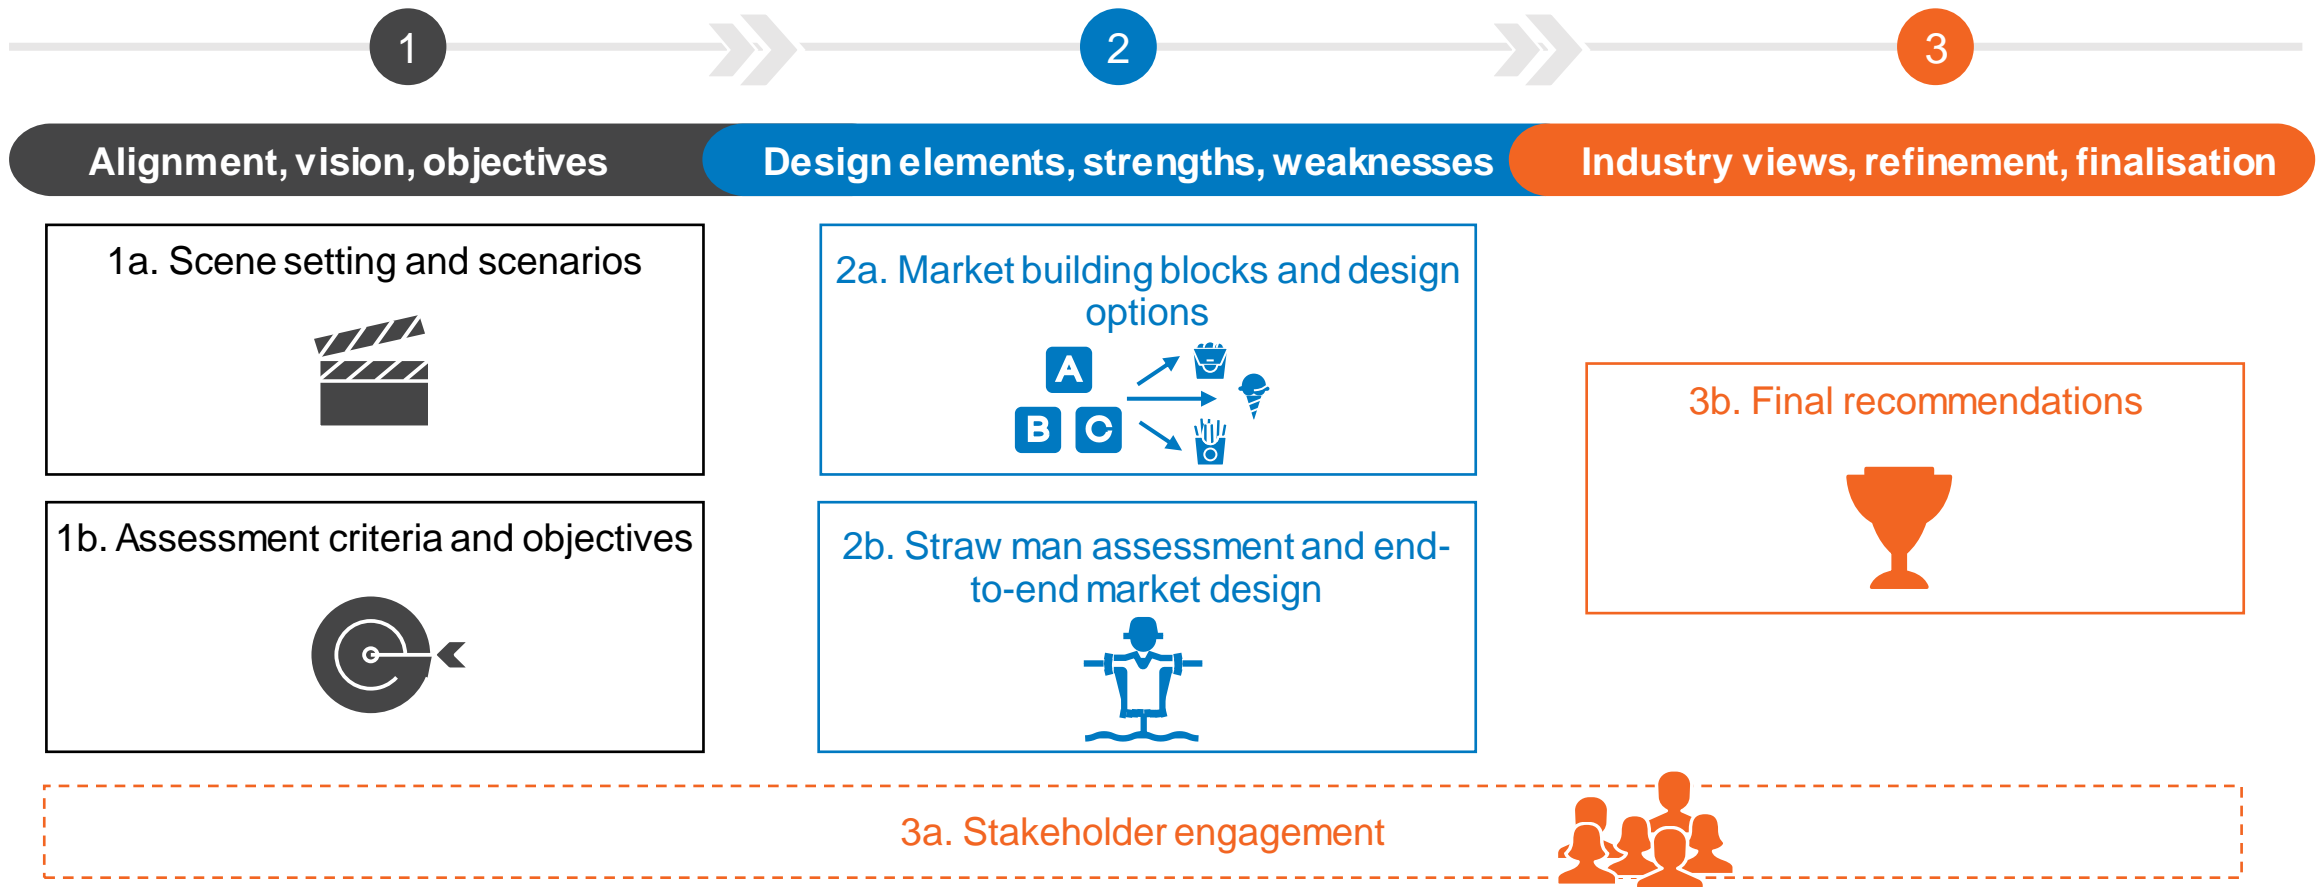 1
2
3
Alignment, vision, objectives
Design elements, strengths, weaknesses
Industry views, refinement, finalisation
1a. Scene setting and scenarios
1b. Assessment criteria and objectives
2a. Market building blocks and design
options
A
B C
2b. Straw man assessment and end-
to-end market design
3b. Final recommendations
3a. Stakeholder engagement